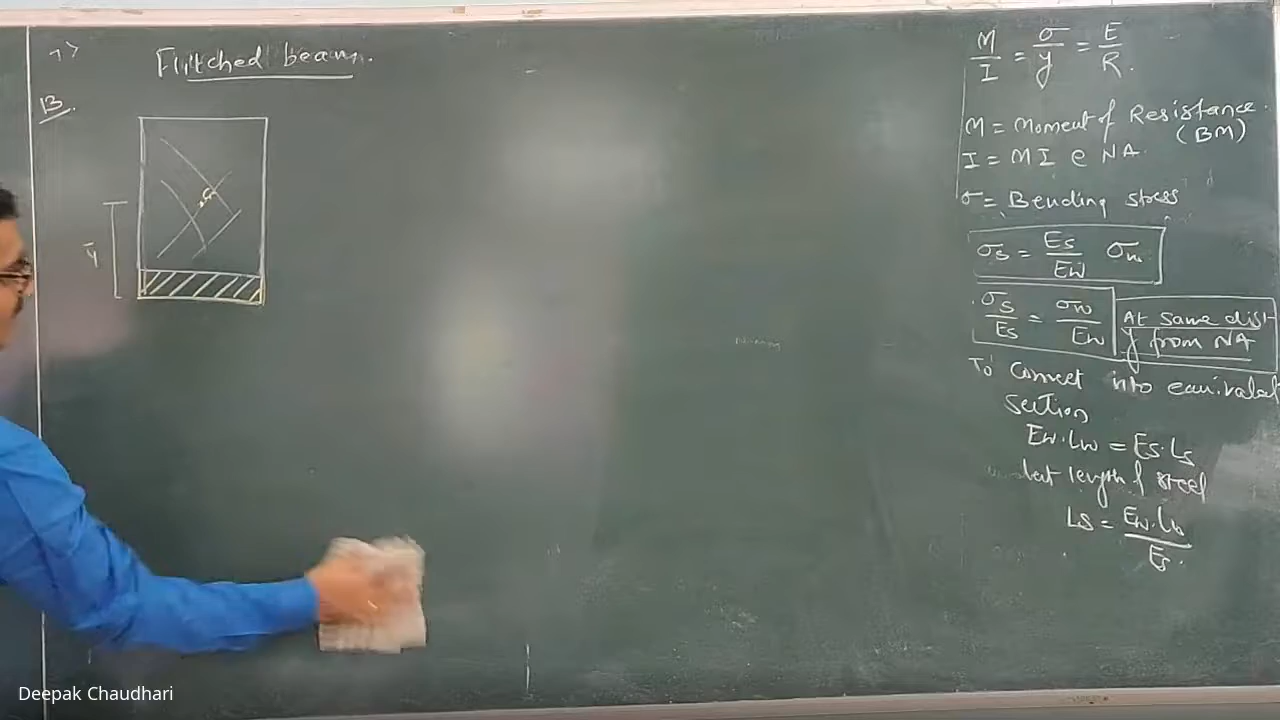 7)
Flitched beam.
B.
G
ȳ
M/I = σ/y = E/R.
M = Moment of Resistance.
(BM)
I = MI @ NA
σ = Bending stress
σs = Es/Ew σw
σs/Es = σw/Ew
At same dist
y from NA
To convert into equivalent
section
Ew.Lw = Es.Ls
length of steel
Ls = Ew.Lw/Es.
Deepak Chaudhari